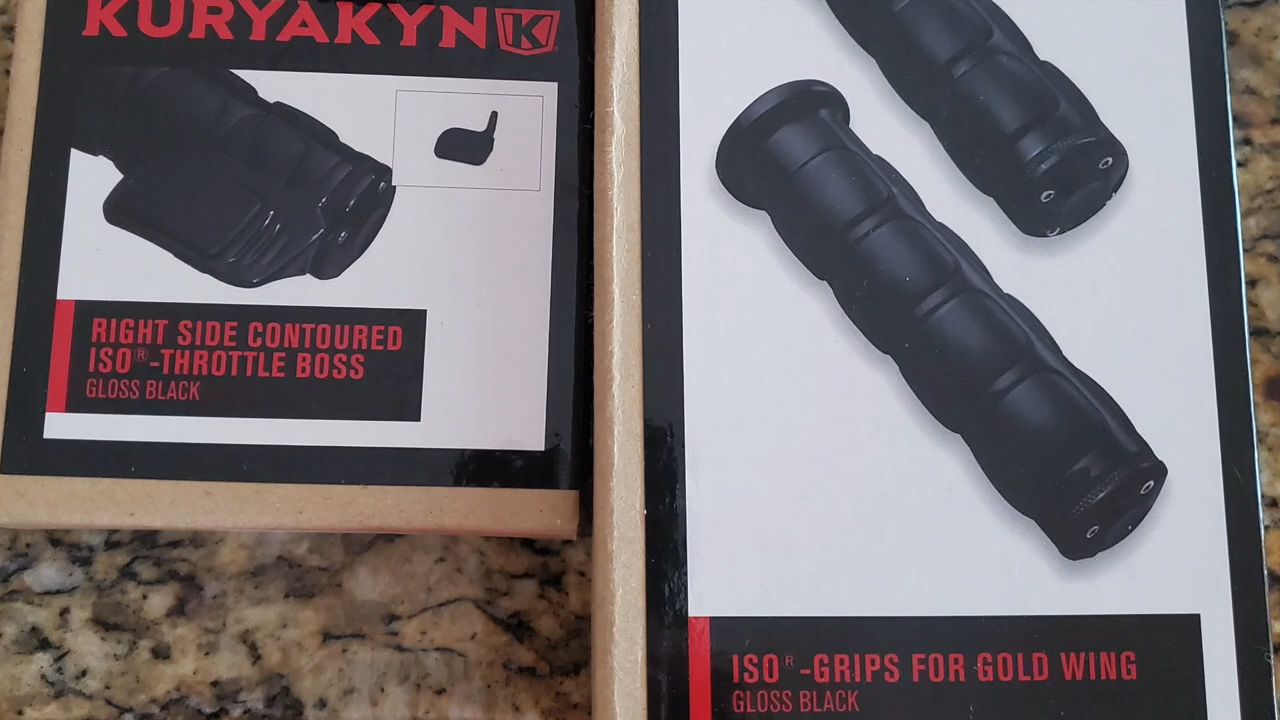 KURYAKYN K
RIGHT SIDE CONTOURED
ISO®-THROTTLE BOSS
GLOSS BLACK
ISO®-GRIPS FOR GOLD WING
GLOSS BLACK